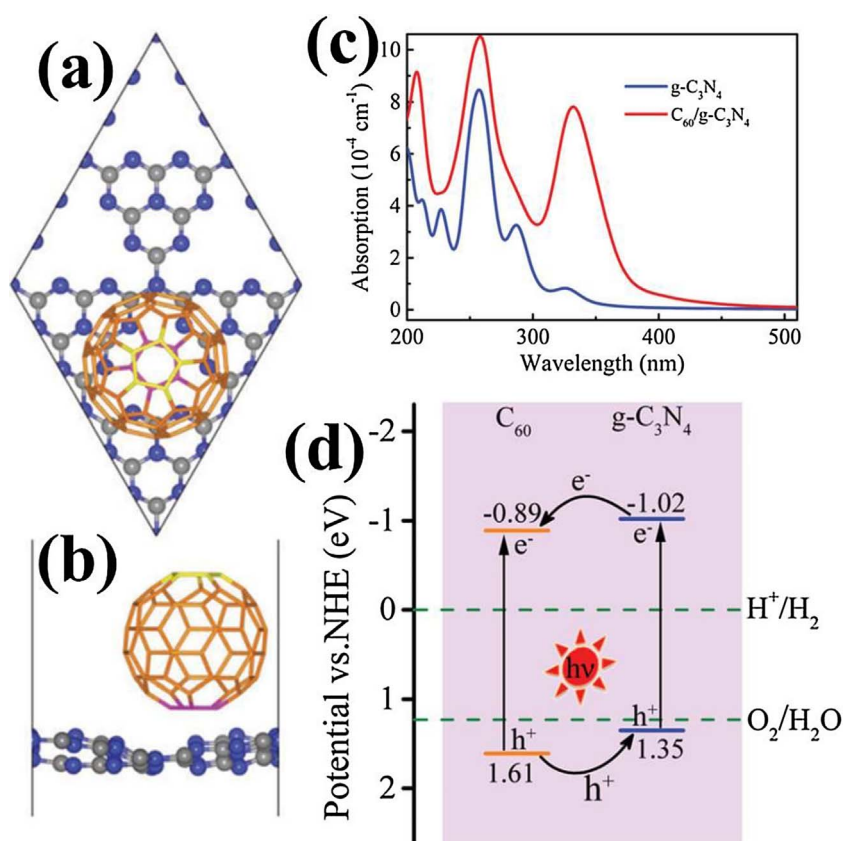 (a)
(b)
(c)
Absorption (10⁻⁴ cm⁻¹)
10
8
6
4
2
0
200
300
400
500
Wavelength (nm)
g-C₃N₄
C₆₀/g-C₃N₄
(d)
Potential vs.NHE (eV)
-2
-1
0
1
2
C₆₀
g-C₃N₄
e⁻
-0.89
-1.02
e⁻
e⁻
H⁺/H₂
hν
O₂/H₂O
h⁺
h⁺
1.61
1.35
h⁺